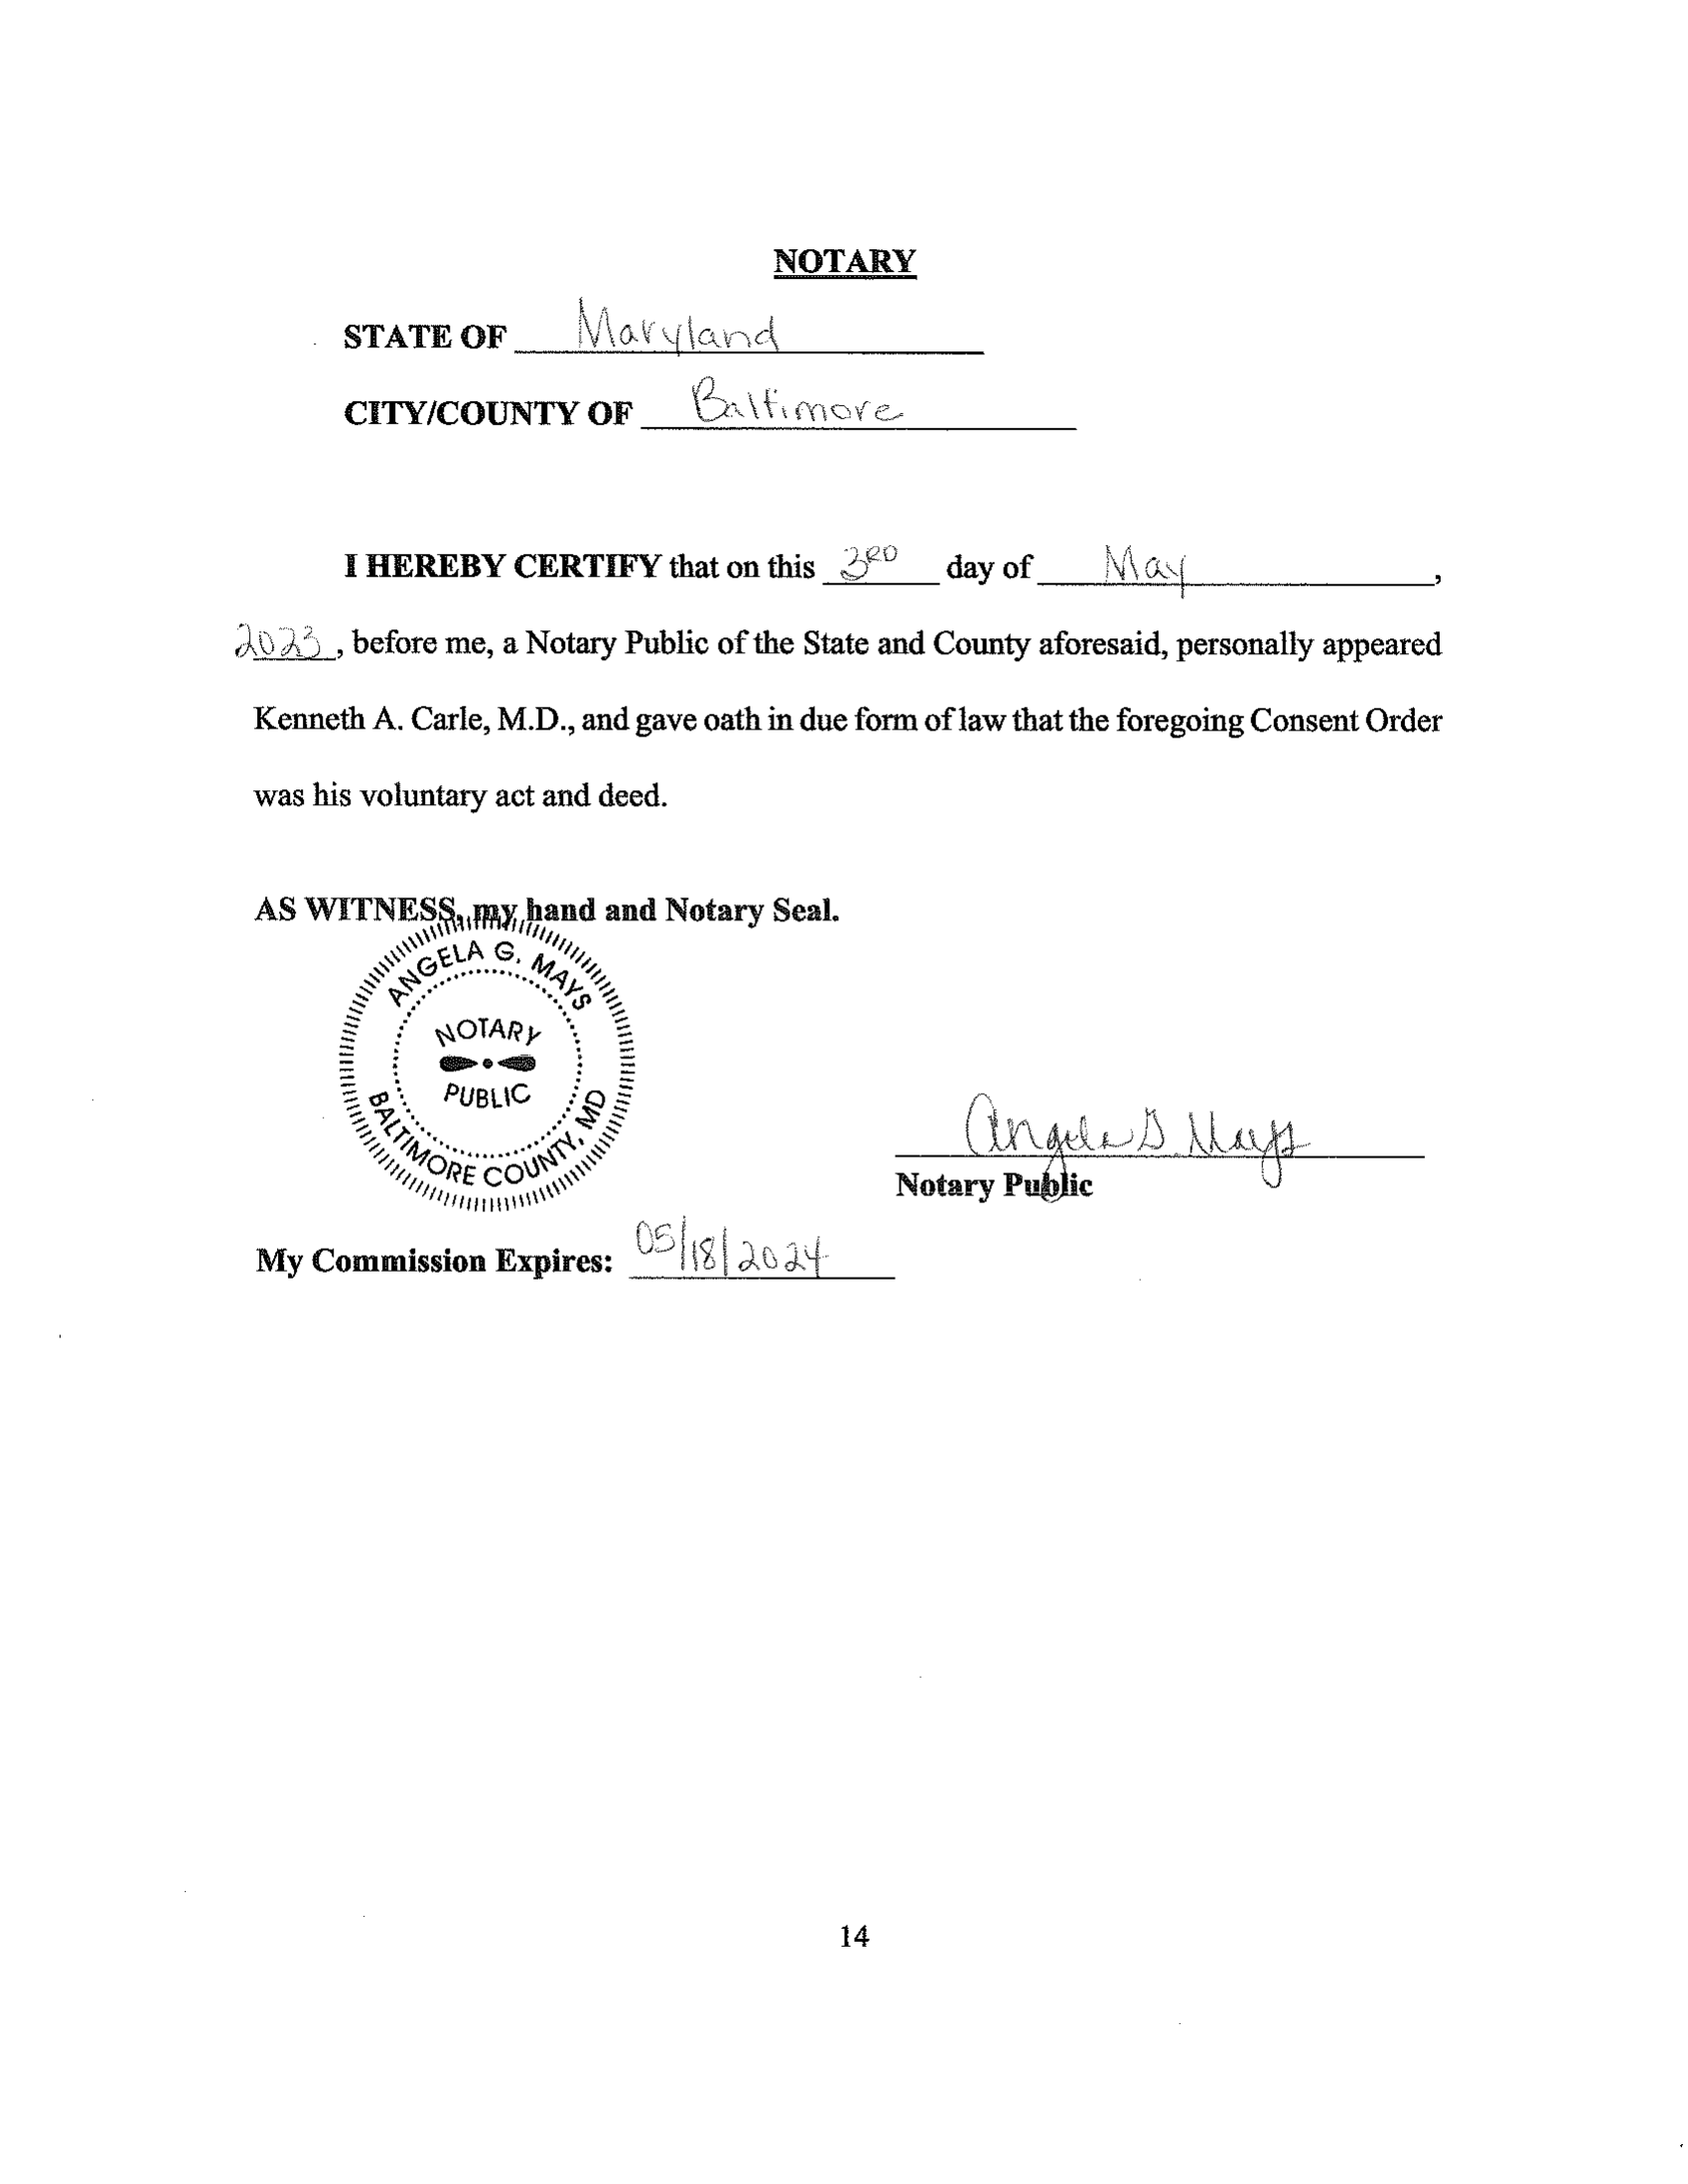 NOTARY
STATE OF Maryland
CITY/COUNTY OF Baltimore
I HEREBY CERTIFY that on this 3RD day of May,
2023, before me, a Notary Public of the State and County aforesaid, personally appeared
Kenneth A. Carle, M.D., and gave oath in due form of law that the foregoing Consent Order
was his voluntary act and deed.
AS WITNESS, my hand and Notary Seal.
ANGELA G. MAYS
NOTARY
PUBLIC
BALTIMORE COUNTY, MD
Angela G. Mays
Notary Public
My Commission Expires: 05/18/2024
14